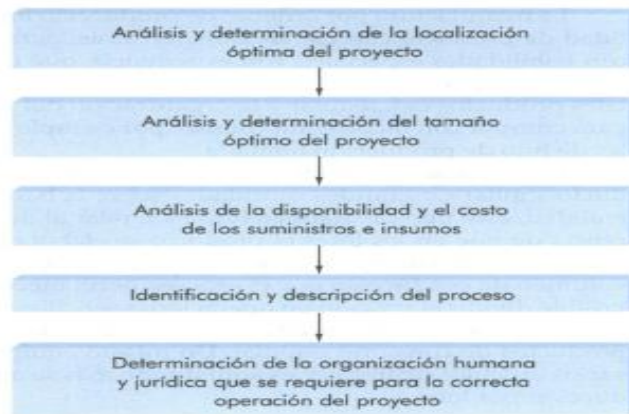 Análisis y determinación de la localización
óptima del proyecto
Análisis y determinación del tamaño
óptimo del proyecto
Análisis de la disponibilidad y el costo
de los suministros e insumos
Identificación y descripción del proceso
Determinación de la organización humana
y jurídica que se requiere para la correcta
operación del proyecto